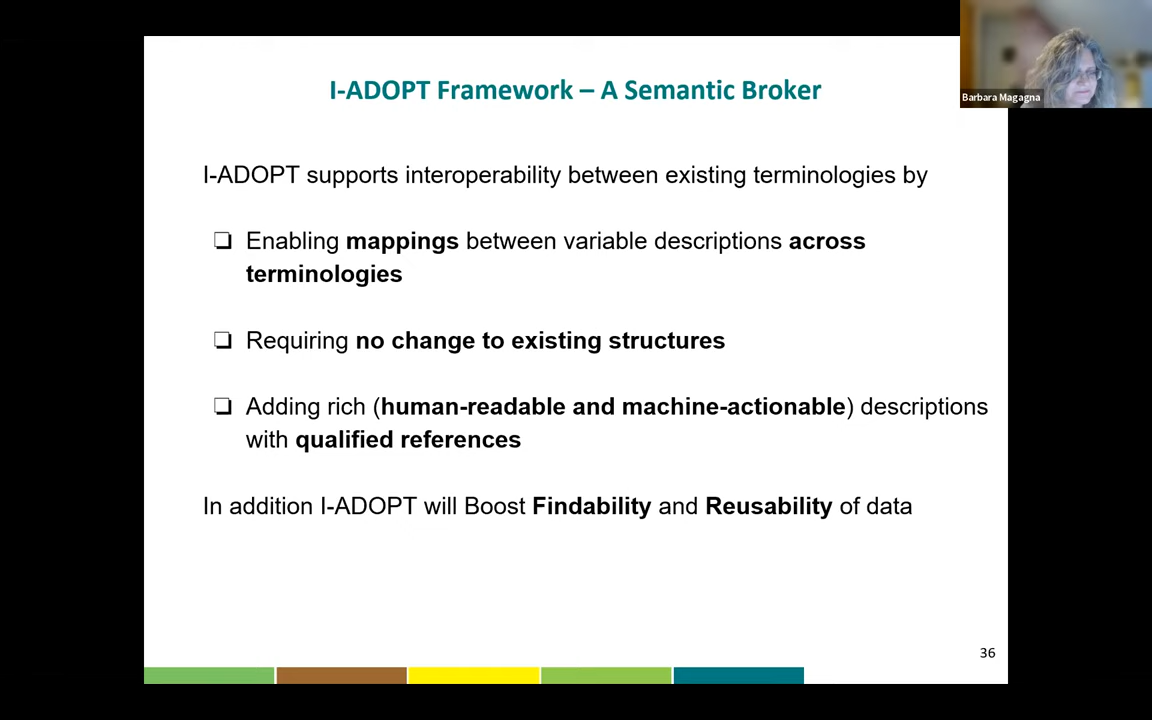 I-ADOPT Framework – A Semantic Broker
Barbara Magagna
I-ADOPT supports interoperability between existing terminologies by
❏ Enabling mappings between variable descriptions across
terminologies
❏ Requiring no change to existing structures
❏ Adding rich (human-readable and machine-actionable) descriptions
with qualified references
In addition I-ADOPT will Boost Findability and Reusability of data
36